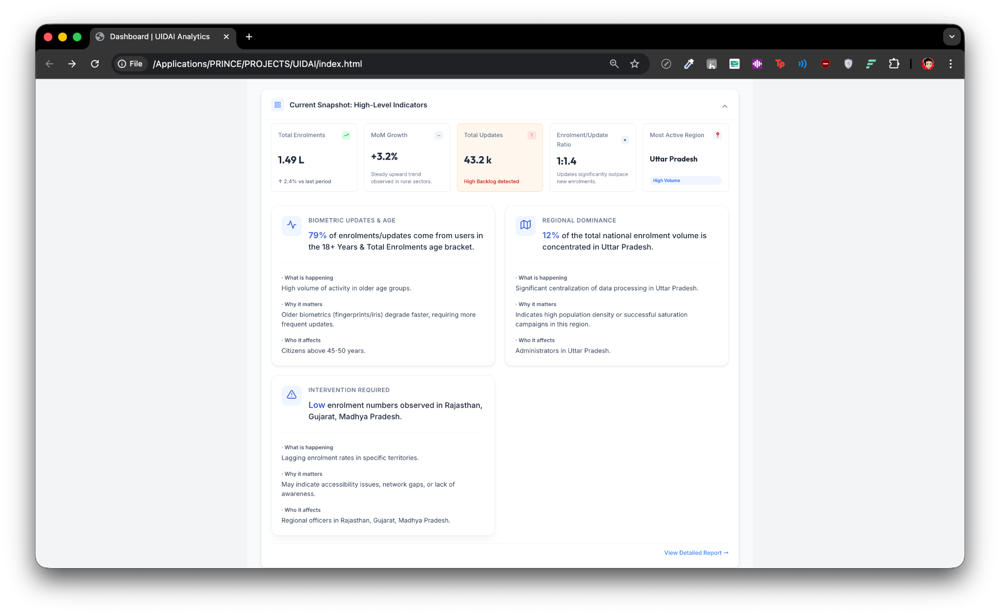 Dashboard | UIDAI Analytics
File /Applications/PRINCE/PROJECTS/UIDAI/index.html
Tp
Current Snapshot: High-Level Indicators
Total Enrolments
1.49 L
↑ 2.4% vs last period
MoM Growth
~
+3.2%
Steady upward trend
observed in rural sectors.
Total Updates
!
43.2 k
High Backlog detected
Enrolment/Update
Ratio
1:1.4
Updates significantly outpace
new enrolments.
Most Active Region
Uttar Pradesh
High Volume
BIOMETRIC UPDATES & AGE
79% of enrolments/updates come from users in
the 18+ Years & Total Enrolments age bracket.
· What is happening
High volume of activity in older age groups.
· Why it matters
Older biometrics (fingerprints/iris) degrade faster, requiring more
frequent updates.
· Who it affects
Citizens above 45-50 years.
REGIONAL DOMINANCE
12% of the total national enrolment volume is
concentrated in Uttar Pradesh.
· What is happening
Significant centralization of data processing in Uttar Pradesh.
· Why it matters
Indicates high population density or successful saturation
campaigns in this region.
· Who it affects
Administrators in Uttar Pradesh.
INTERVENTION REQUIRED
Low enrolment numbers observed in Rajasthan,
Gujarat, Madhya Pradesh.
· What is happening
Lagging enrolment rates in specific territories.
· Why it matters
May indicate accessibility issues, network gaps, or lack of
awareness.
· Who it affects
Regional officers in Rajasthan, Gujarat, Madhya Pradesh.
View Detailed Report →